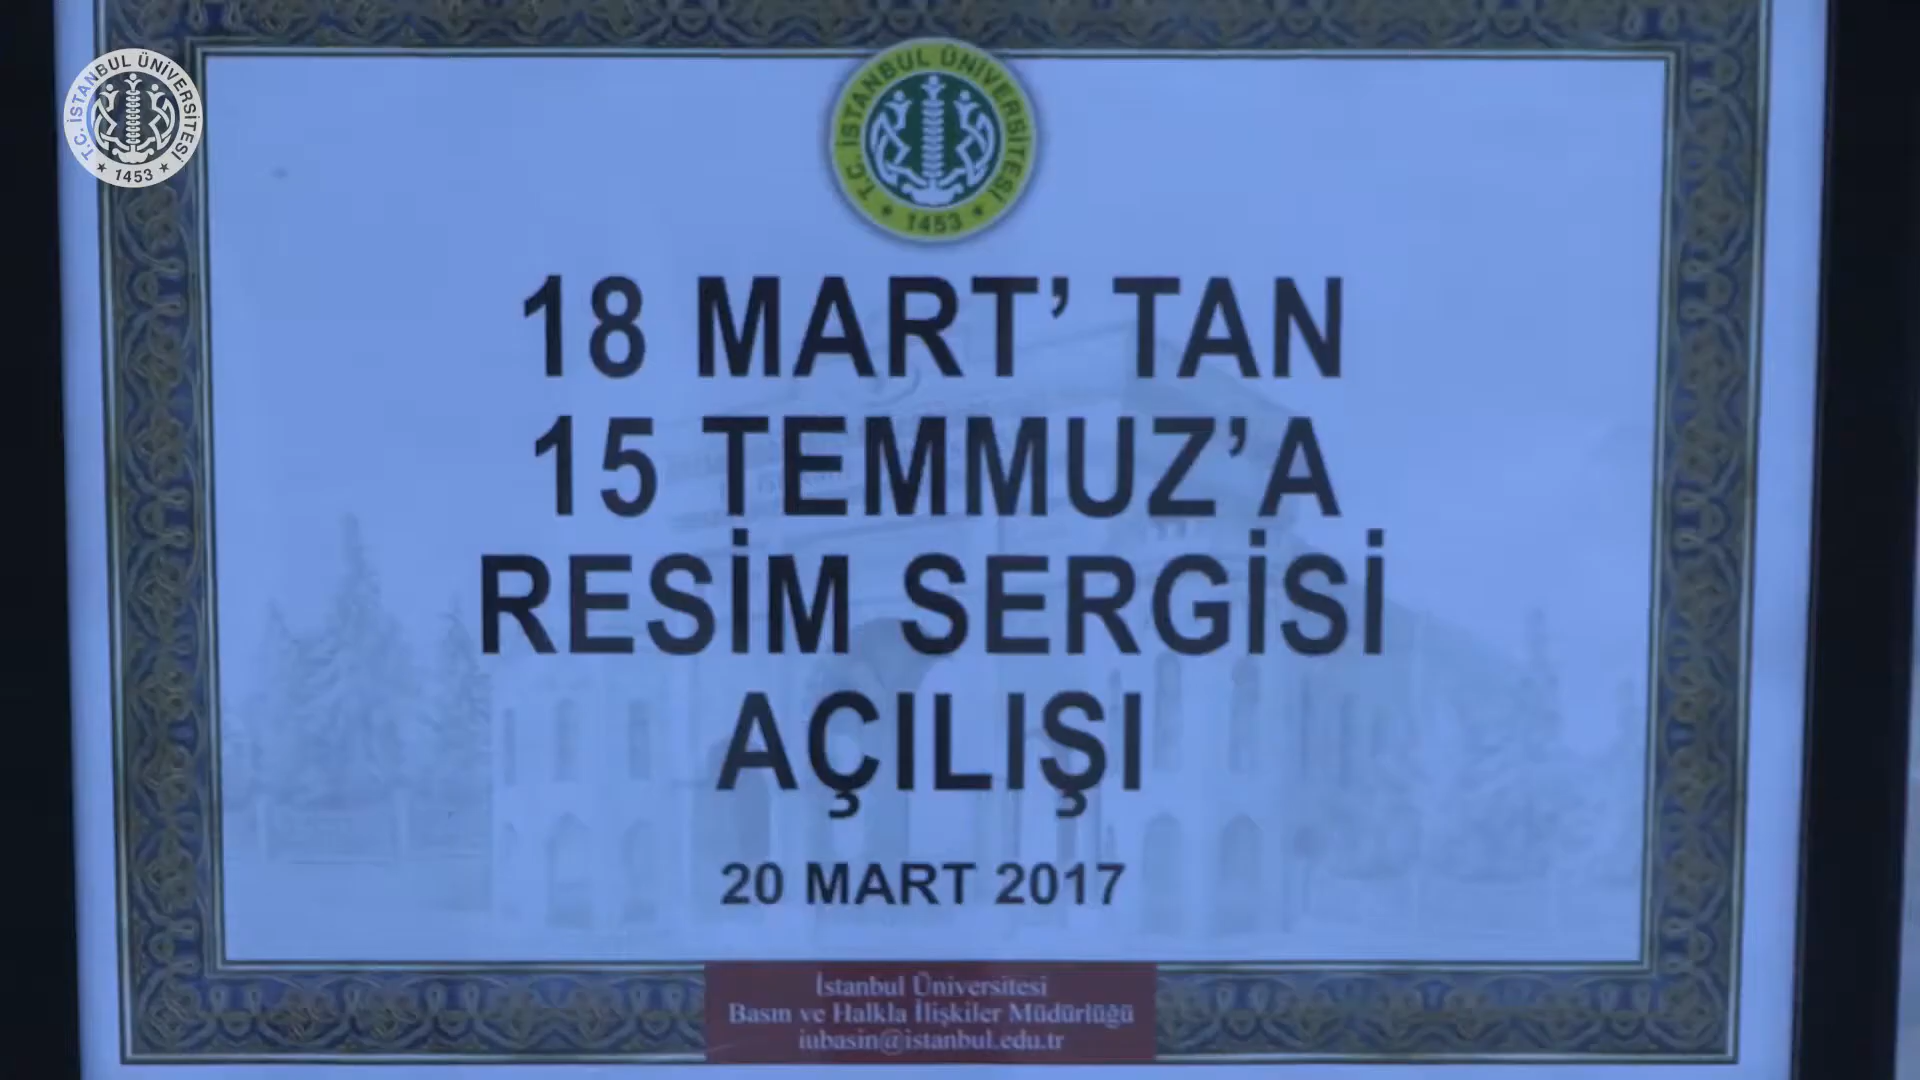 T.C. İSTANBUL ÜNİVERSİTESİ
1453
T.C. İSTANBUL ÜNİVERSİTESİ
1453
18 MART' TAN
15 TEMMUZ'A
RESİM SERGİSİ
AÇILIŞI
20 MART 2017
İstanbul Üniversitesi
Basın ve Halkla İlişkiler Müdürlüğü
iubasin@istanbul.edu.tr